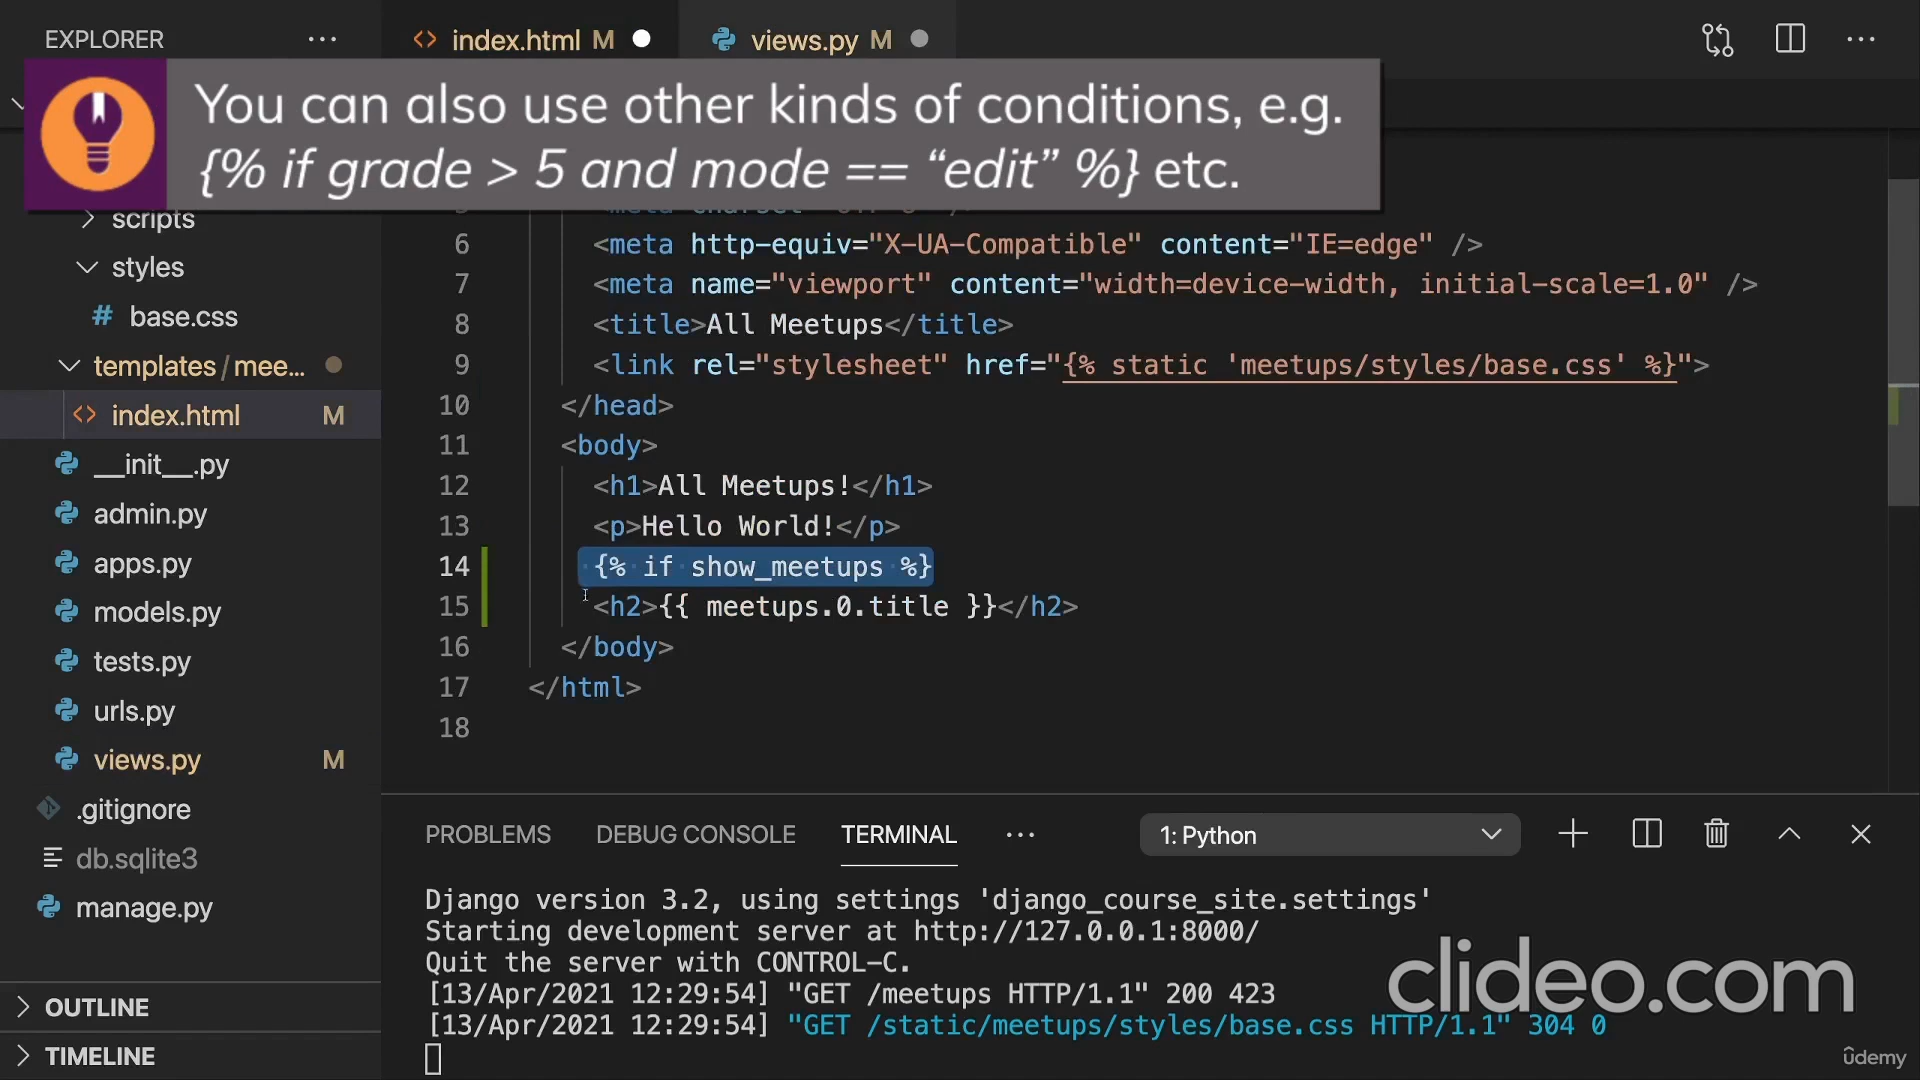 EXPLORER ...
index.html M
views.py M
You can also use other kinds of conditions, e.g.
{% if grade > 5 and mode == “edit” %} etc.
scripts
styles
# base.css
templates/mee...
<> index.html M
__init__.py
admin.py
apps.py
models.py
tests.py
urls.py
views.py M
.gitignore
db.sqlite3
manage.py
OUTLINE
TIMELINE
6 <meta http-equiv="X-UA-Compatible" content="IE=edge" />
7 <meta name="viewport" content="width=device-width, initial-scale=1.0" />
8 <title>All Meetups</title>
9 <link rel="stylesheet" href="{% static 'meetups/styles/base.css' %}">
10 </head>
11 <body>
12 <h1>All Meetups!</h1>
13 <p>Hello World!</p>
14 {% if show_meetups %}
15 <h2>{{ meetups.0.title }}</h2>
16 </body>
17 </html>
18
PROBLEMS DEBUG CONSOLE TERMINAL ... 1: Python
Django version 3.2, using settings 'django_course_site.settings'
Starting development server at http://127.0.0.1:8000/
Quit the server with CONTROL-C.
[13/Apr/2021 12:29:54] "GET /meetups HTTP/1.1" 200 423
[13/Apr/2021 12:29:54] "GET /static/meetups/styles/base.css HTTP/1.1" 304 0
clideo.com
ûdemy